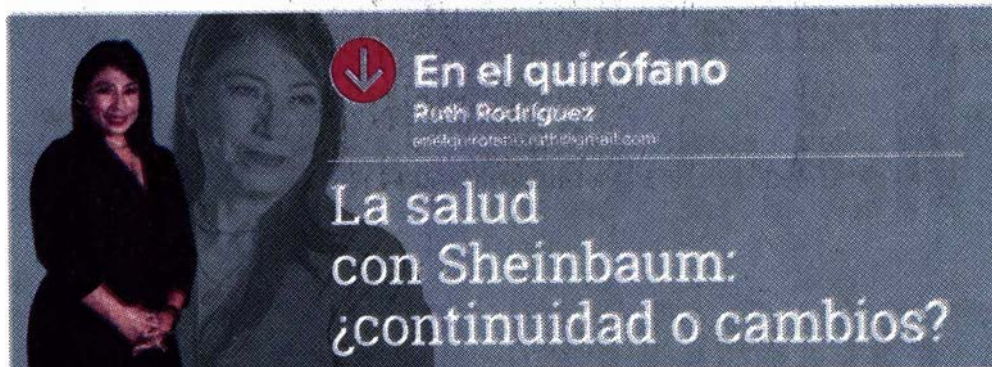 En el quirófano
Ruth Rodríguez
La salud
con Sheinbaum:
¿continuidad o cambios?